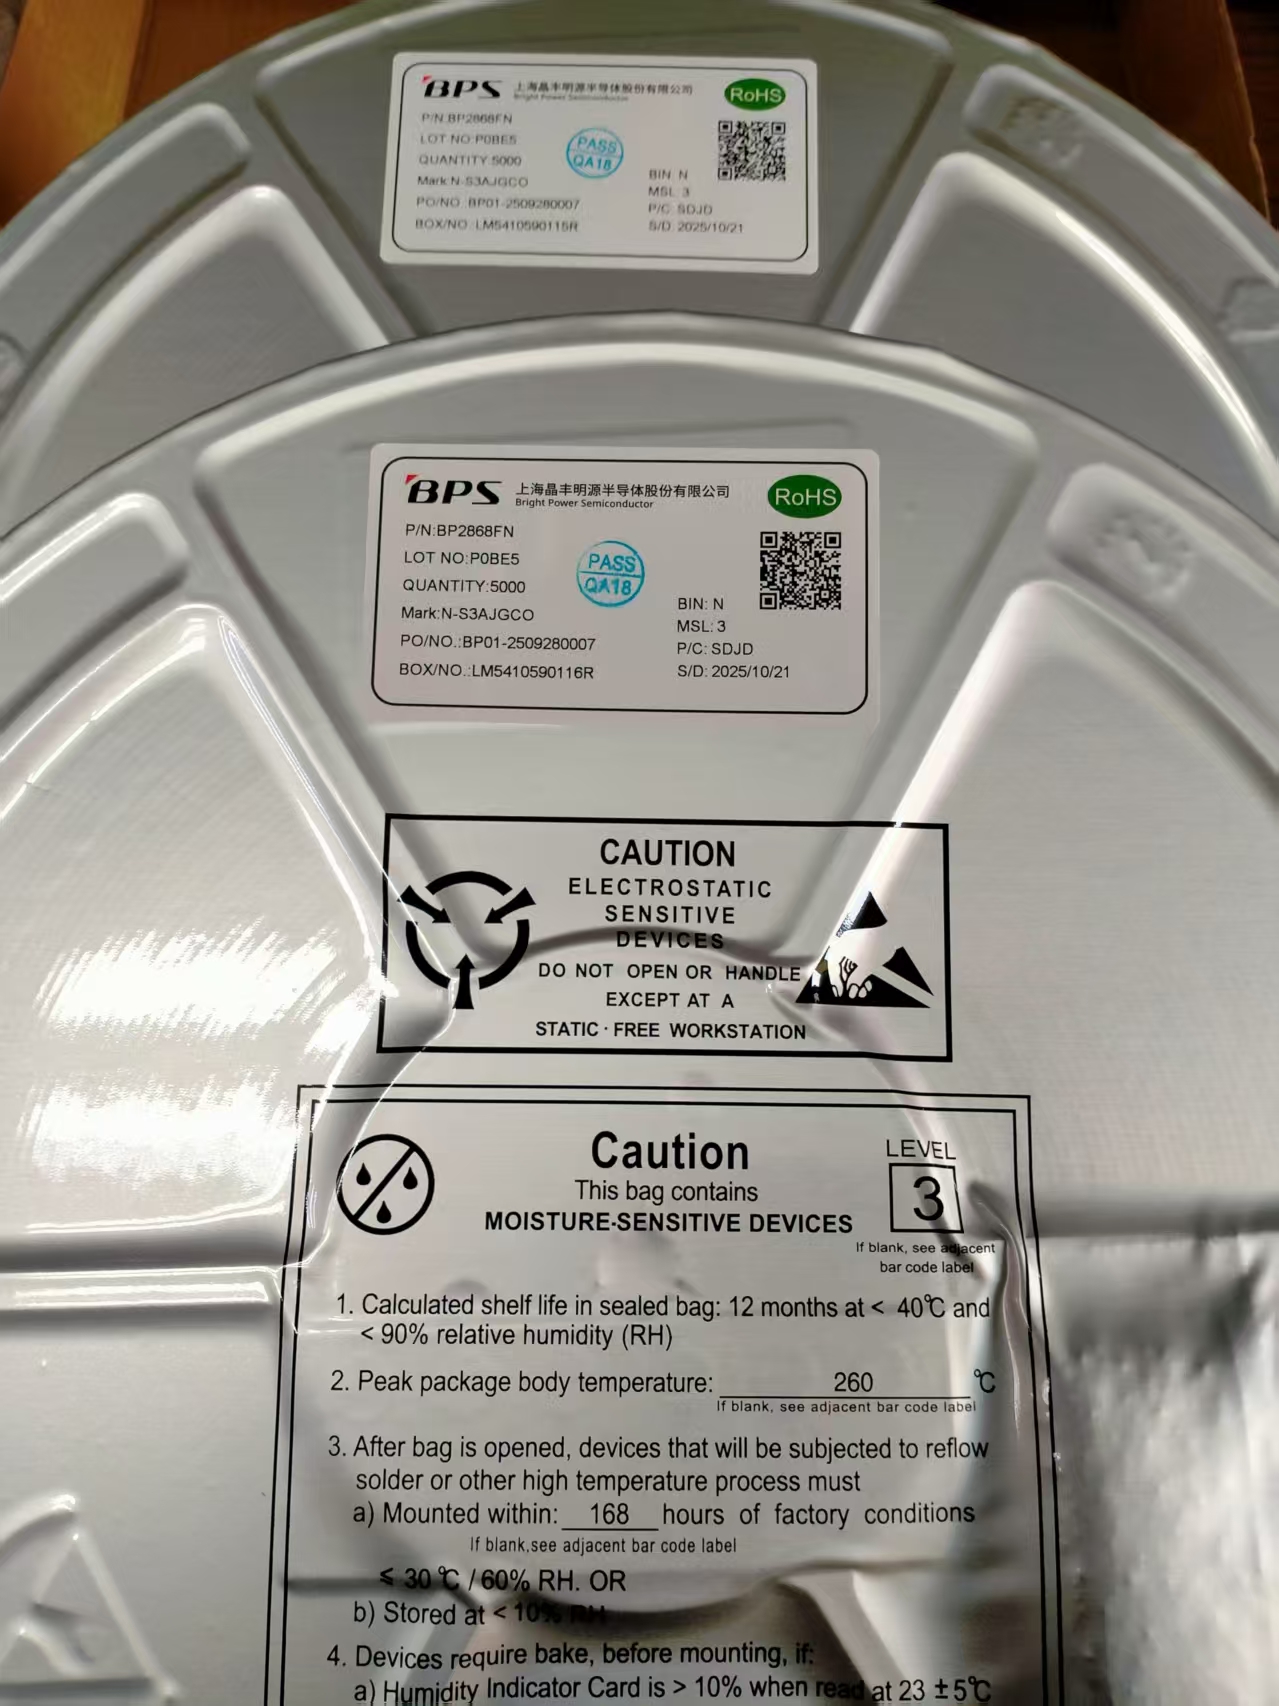 BPS 上海晶丰明源半导体股份有限公司
Bright Power Semiconductor
RoHS
P/N:BP2868FN
LOT NO:P0BE5
QUANTITY:5000
Mark:N-S3AJGCO
PO/NO.:BP01-2509280007
BOX/NO.:LM5410590115R
PASS
QA18
BIN: N
MSL: 3
P/C: SDJD
S/D: 2025/10/21
BPS 上海晶丰明源半导体股份有限公司
Bright Power Semiconductor
RoHS
P/N:BP2868FN
LOT NO:P0BE5
QUANTITY:5000
Mark:N-S3AJGCO
PO/NO.:BP01-2509280007
BOX/NO.:LM5410590116R
PASS
QA18
BIN: N
MSL: 3
P/C: SDJD
S/D: 2025/10/21
CAUTION
ELECTROSTATIC
SENSITIVE
DEVICES
DO NOT OPEN OR HANDLE
EXCEPT AT A
STATIC·FREE WORKSTATION
Caution
This bag contains
MOISTURE-SENSITIVE DEVICES
LEVEL
3
If blank, see adjacent
bar code label
1. Calculated shelf life in sealed bag: 12 months at < 40℃ and
< 90% relative humidity (RH)
2. Peak package body temperature: 260 ℃
If blank, see adjacent bar code label
3. After bag is opened, devices that will be subjected to reflow
solder or other high temperature process must
a) Mounted within: 168 hours of factory conditions
If blank,see adjacent bar code label
≤ 30℃ / 60% RH. OR
b) Stored at < 10% RH
4. Devices require bake, before mounting, if:
a) Humidity Indicator Card is > 10% when read at 23 ±5℃